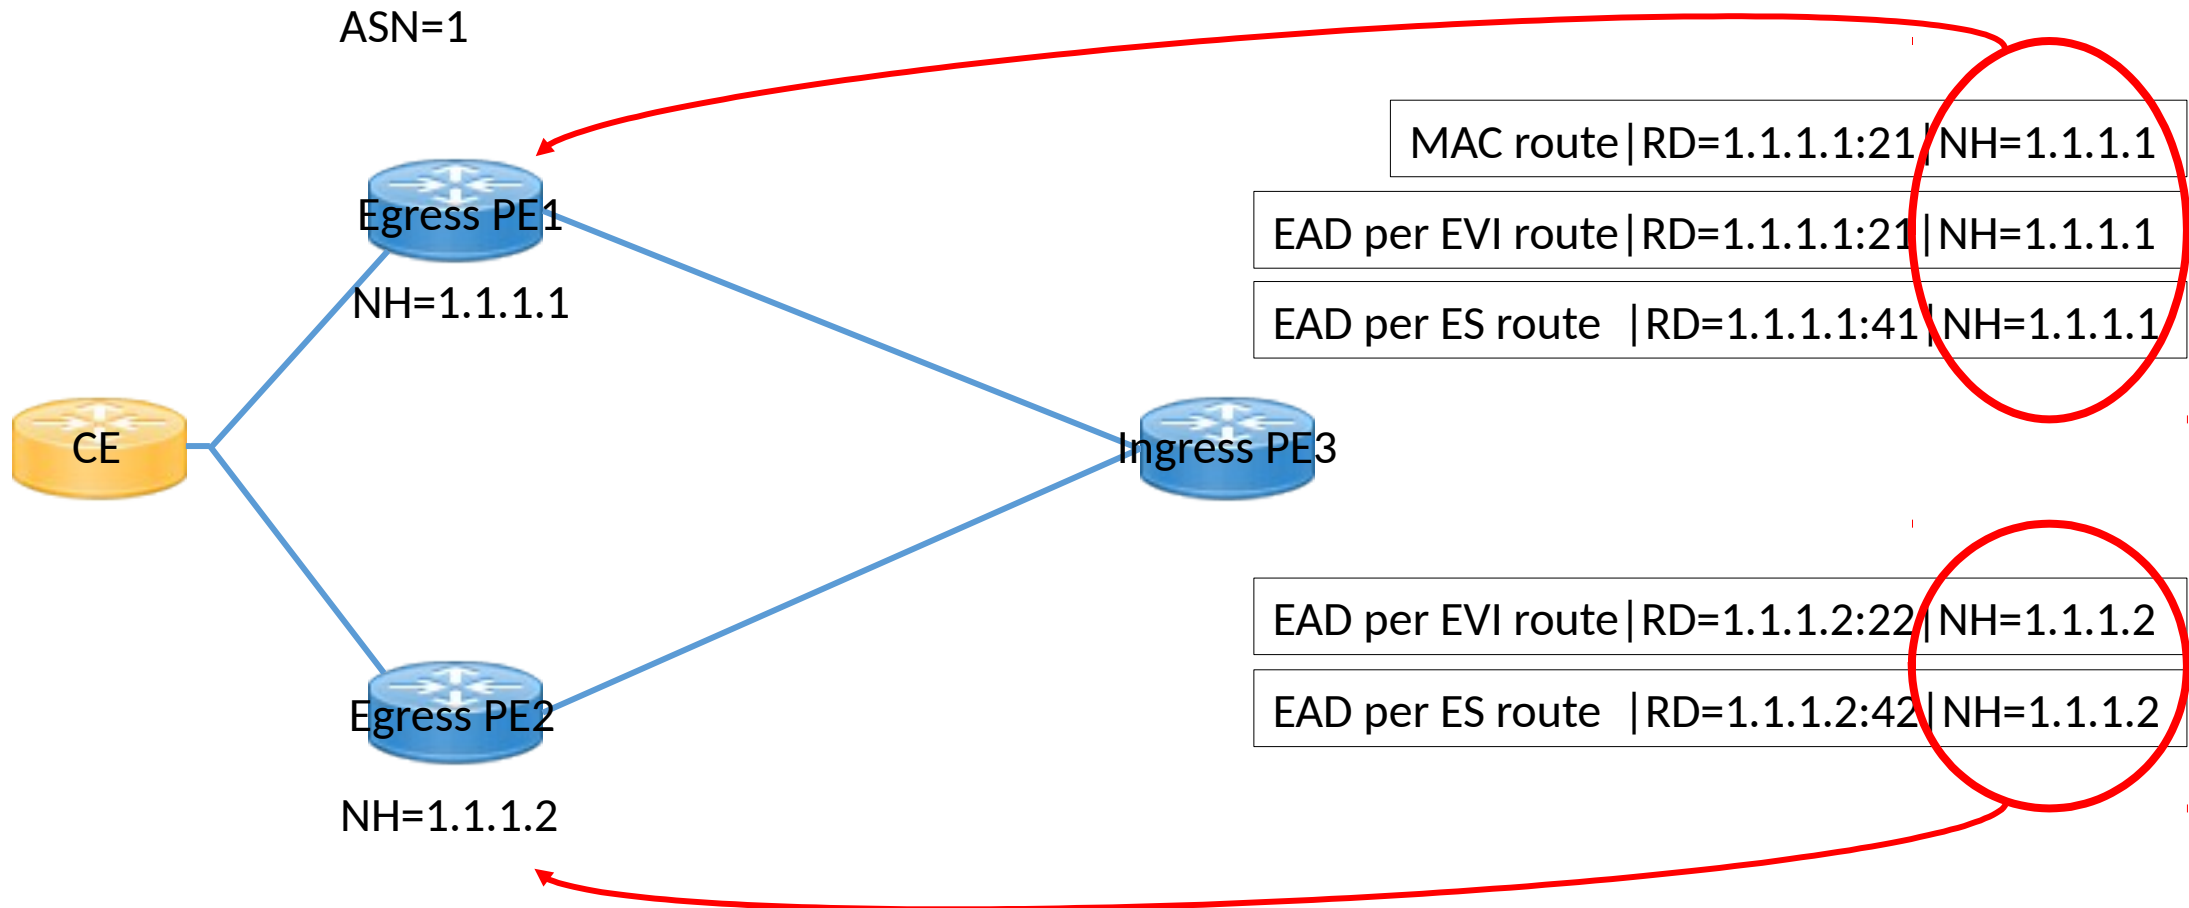 ASN=1
MAC route|RD=1.1.1.1:21|NH=1.1.1.1
EAD per EVI route|RD=1.1.1.1:21|NH=1.1.1.1
EAD per ES route  |RD=1.1.1.1:41|NH=1.1.1.1
Egress PE1
NH=1.1.1.1
CE
Ingress PE3
EAD per EVI route|RD=1.1.1.2:22|NH=1.1.1.2
EAD per ES route  |RD=1.1.1.2:42|NH=1.1.1.2
Egress PE2
NH=1.1.1.2